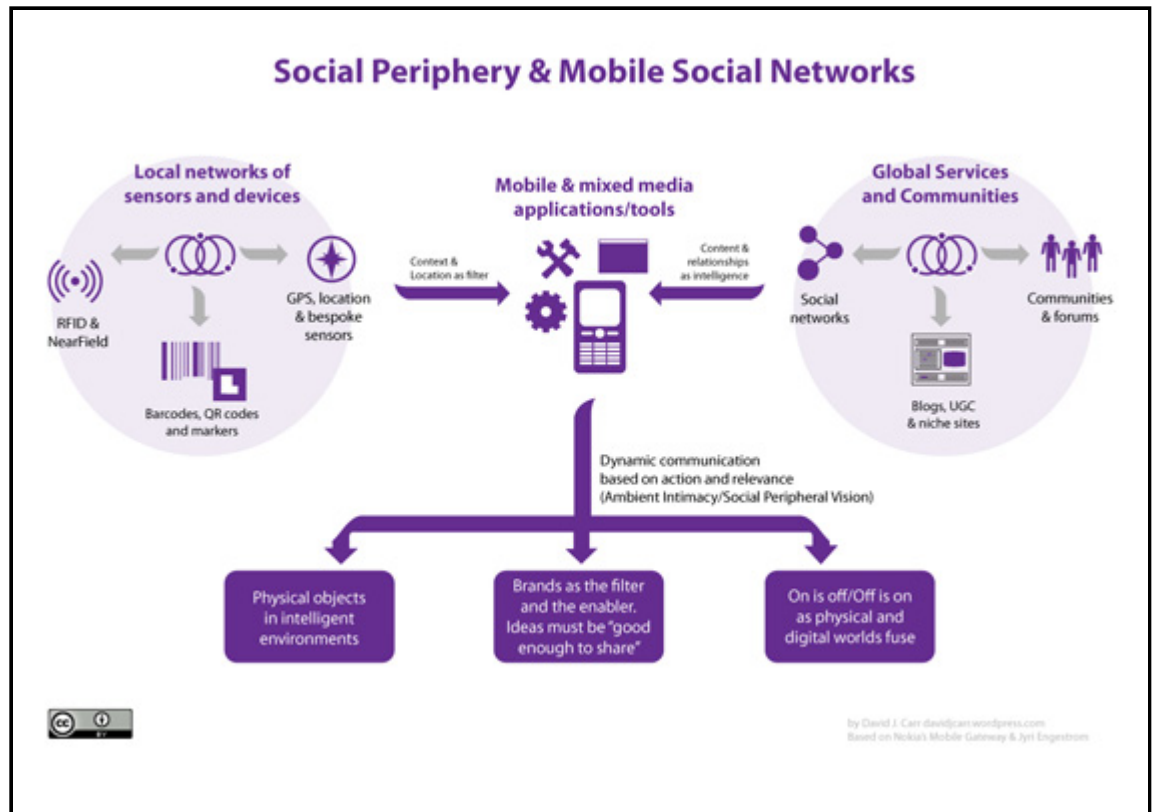 Social Periphery & Mobile Social Networks
Local networks of
sensors and devices
RFID &
NearField
Barcodes, QR codes
and markers
GPS, location
& bespoke
sensors
Context &
Location as filter
Mobile & mixed media
applications/tools
Content &
relationships
as intelligence
Global Services
and Communities
Social
networks
Blogs, UGC
& niche sites
Communities
& forums
Dynamic communication
based on action and relevance
(Ambient Intimacy/Social Peripheral Vision)
Physical objects
in intelligent
environments
Brands as the filter
and the enabler.
Ideas must be “good
enough to share”
On is off/Off is on
as physical and
digital worlds fuse
cc
BY
by David J. Carr davidjcarr.wordpress.com
Based on Nokia's Mobile Gateway & Jyri Engestrom